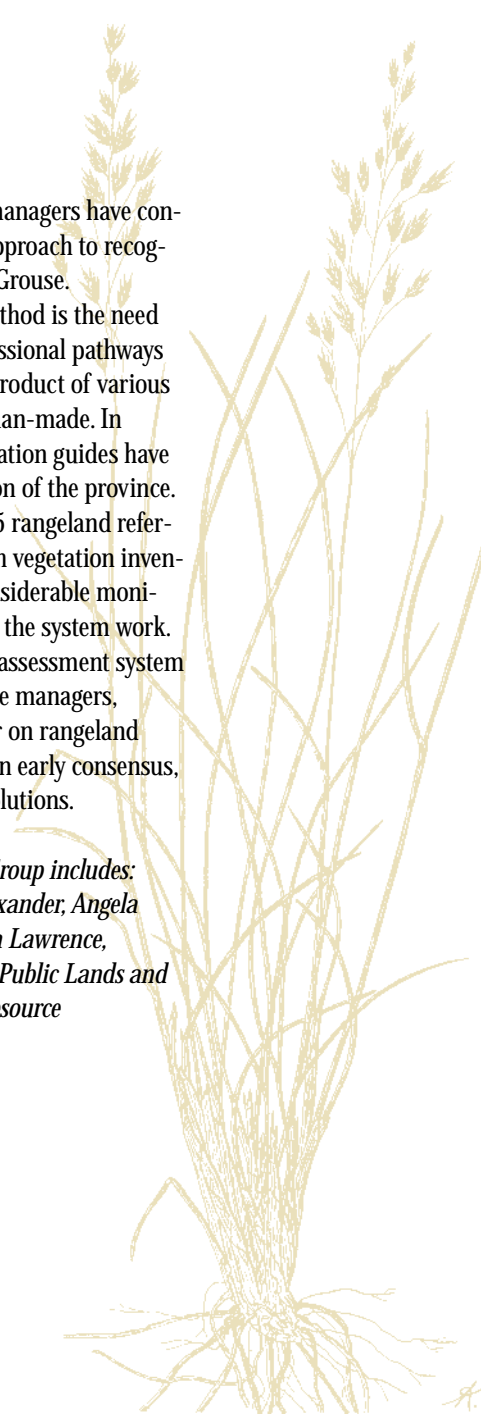 managers have con-
pproach to recog-
Grouse.
thod is the need
ssional pathways
roduct of various
an-made. In
ation guides have
on of the province.
5 rangeland refer-
n vegetation inven-
siderable moni-
the system work.
assessment system
e managers,
r on rangeland
n early consensus,
lutions.
roup includes:
xander, Angela
n Lawrence,
Public Lands and
source